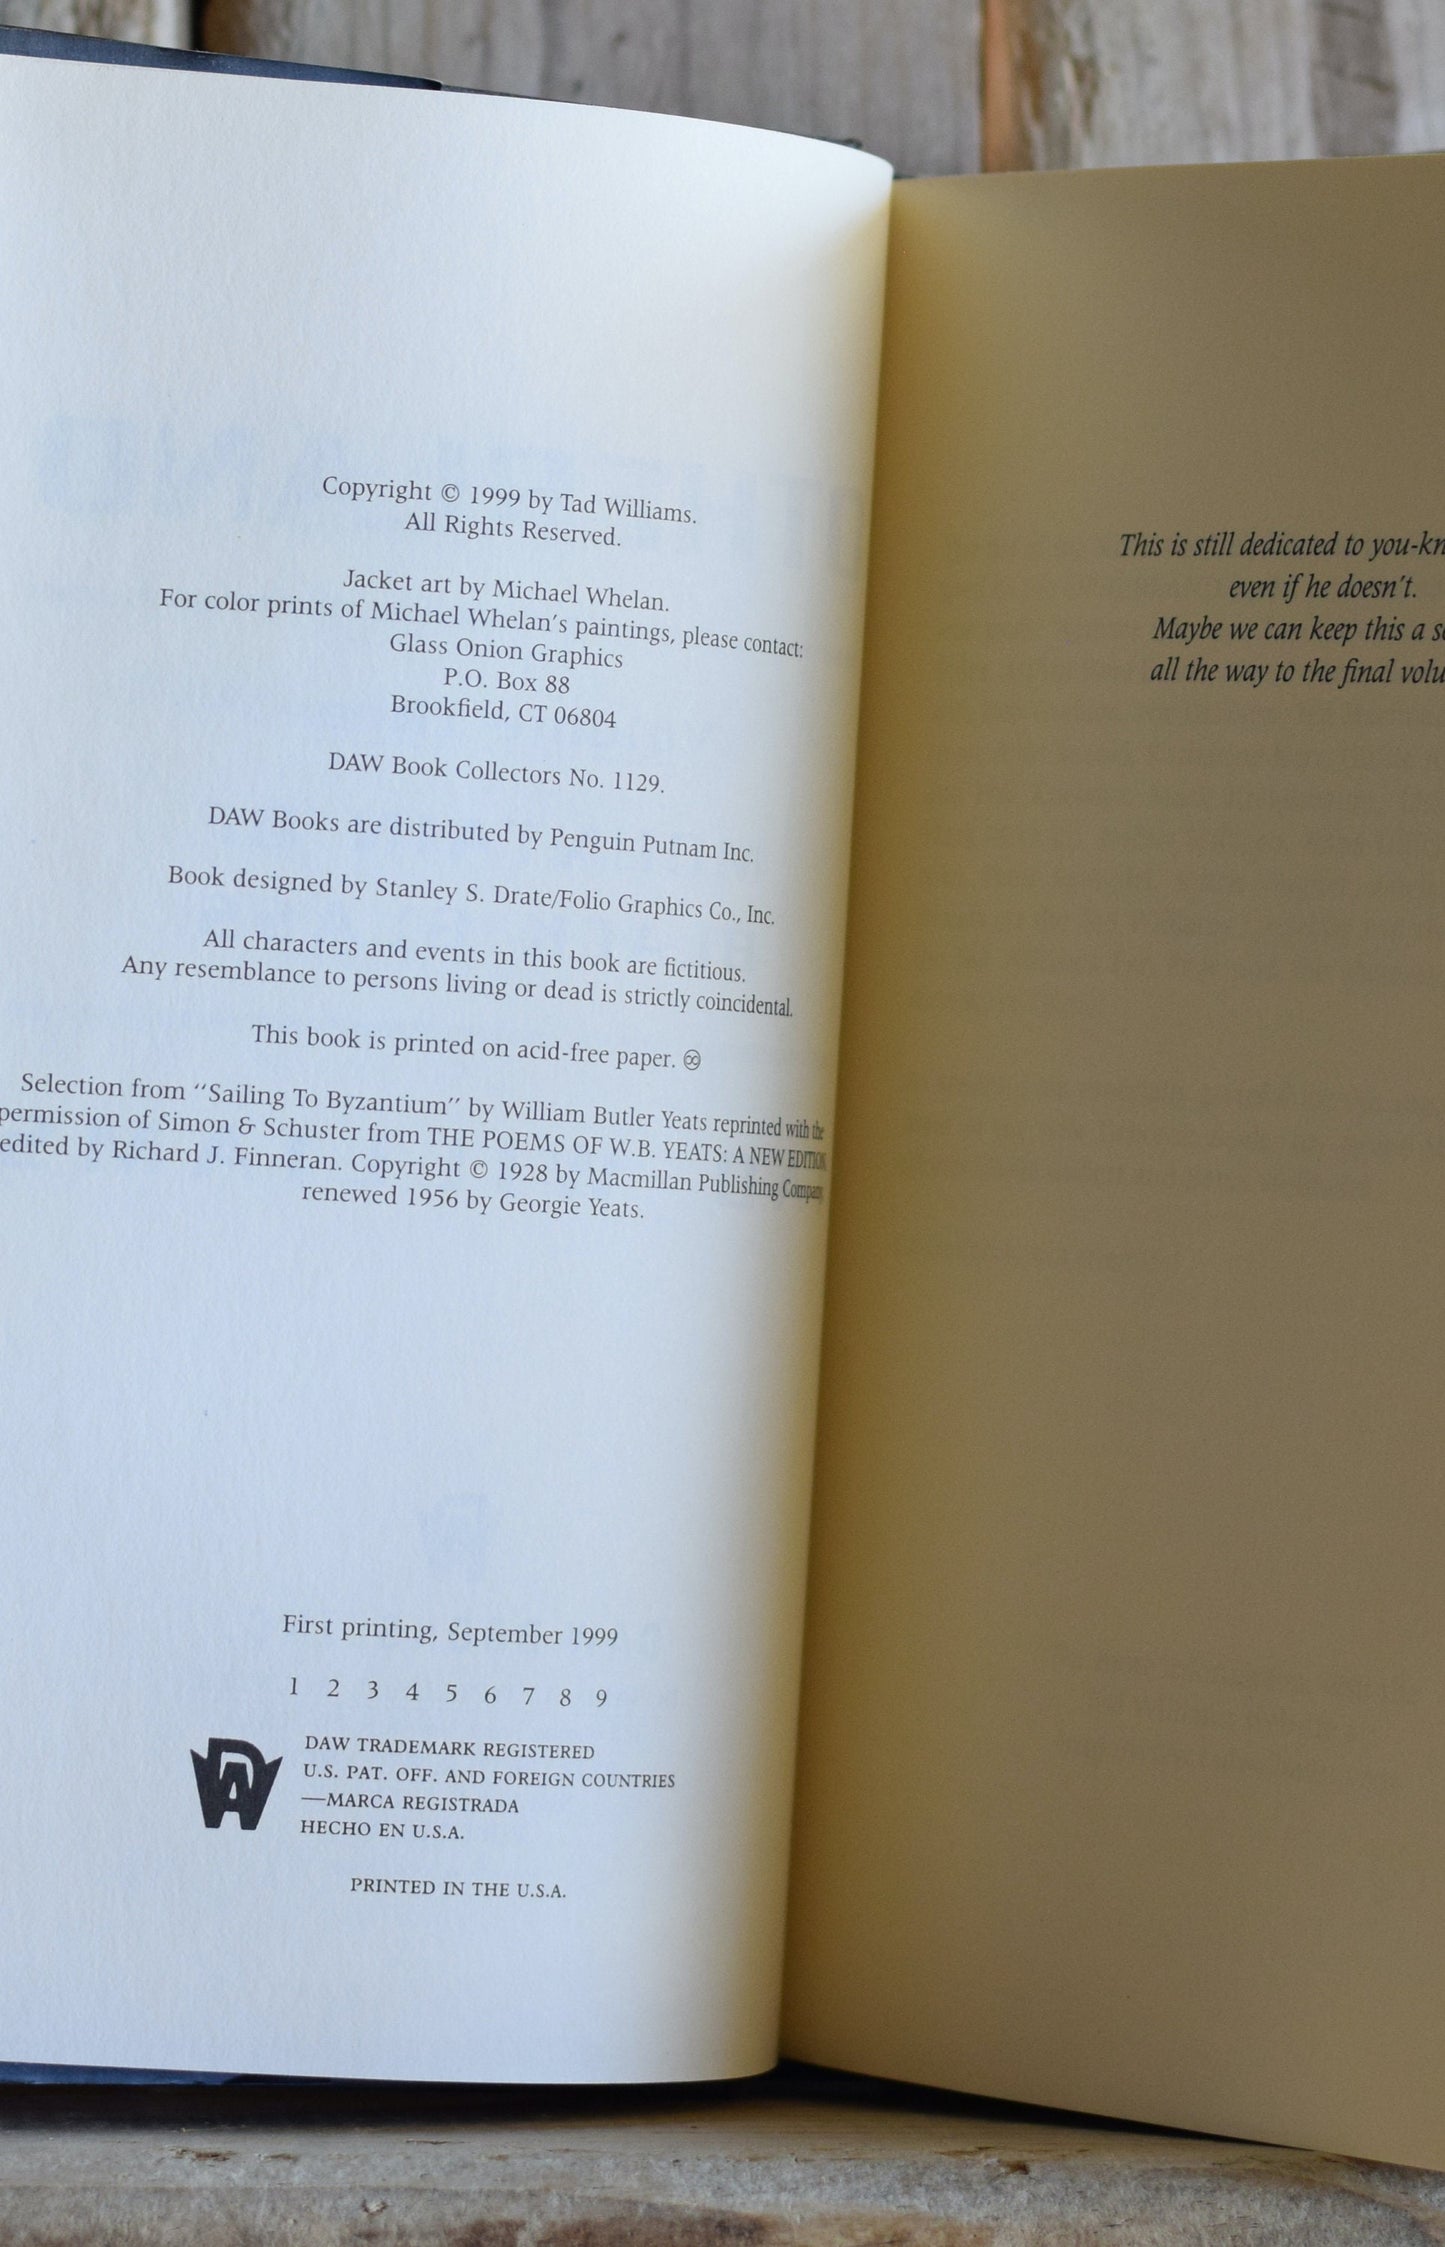 Copyright © 1999 by Tad Williams.
All Rights Reserved.
Jacket art by Michael Whelan.
For color prints of Michael Whelan's paintings, please contact:
Glass Onion Graphics
P.O. Box 88
Brookfield, CT 06804
DAW Book Collectors No. 1129.
DAW Books are distributed by Penguin Putnam Inc.
Book designed by Stanley S. Drate/Folio Graphics Co., Inc.
All characters and events in this book are fictitious.
Any resemblance to persons living or dead is strictly coincidental.
This book is printed on acid-free paper. ♾
Selection from ‘‘Sailing To Byzantium’’ by William Butler Yeats reprinted with the
permission of Simon & Schuster from THE POEMS OF W.B. YEATS: A NEW EDITION,
edited by Richard J. Finneran. Copyright © 1928 by Macmillan Publishing Company,
renewed 1956 by Georgie Yeats.
First printing, September 1999
1 2 3 4 5 6 7 8 9
DAW
DAW TRADEMARK REGISTERED
U.S. PAT. OFF. AND FOREIGN COUNTRIES
—MARCA REGISTRADA
HECHO EN U.S.A.
PRINTED IN THE U.S.A.
This is still dedicated to
even if he doesn't.
Maybe we can keep this a
all the way to the final